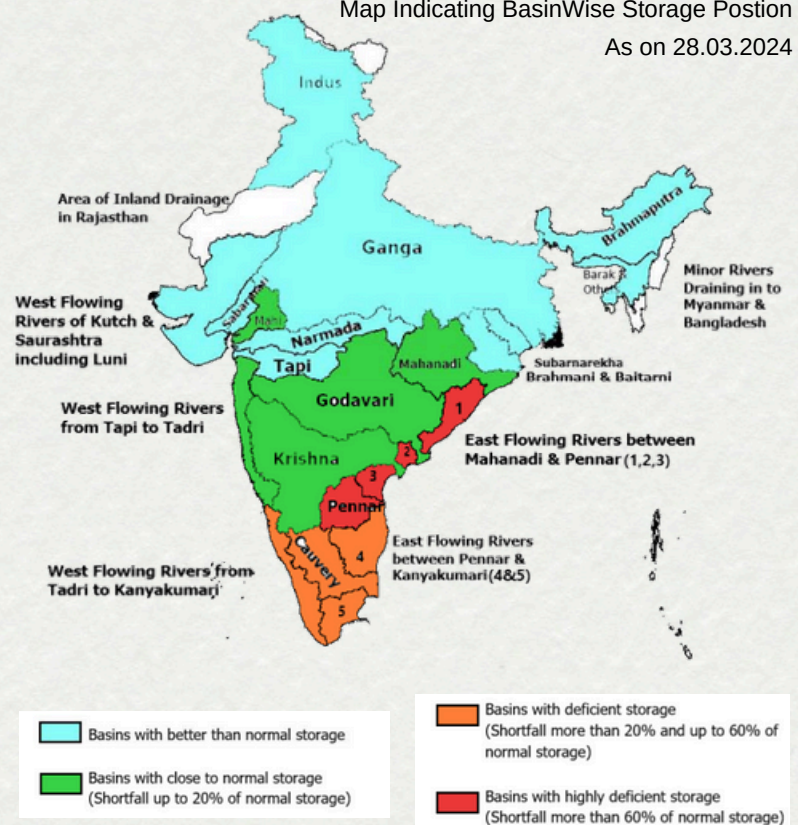 Map Indicating BasinWise Storage Postion
As on 28.03.2024
Indus
Area of Inland Drainage
in Rajasthan
Ganga
Brahmaputra
Barak &
Othe
Minor Rivers
Draining in to
Myanmar &
Bangladesh
West Flowing
Rivers of Kutch &
Saurashtra
including Luni
Sabarmati
Mahi
Narmada
Tapi
Mahanadi
Subarnarekha
Brahmani & Baitarni
Godavari
1
West Flowing Rivers
from Tapi to Tadri
East Flowing Rivers between
Mahanadi & Pennar (1,2,3)
2
Krishna
3
Pennar
Cauvery
4
East Flowing Rivers
between Pennar &
Kanyakumari(4&5)
West Flowing Rivers from
Tadri to Kanyakumari
5
Basins with better than normal storage
Basins with close to normal storage
(Shortfall up to 20% of normal storage)
Basins with deficient storage
(Shortfall more than 20% and up to 60% of
normal storage)
Basins with highly deficient storage
(Shortfall more than 60% of normal storage)